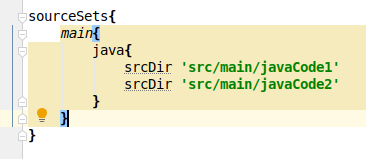 sourceSets{
main{
java{
srcDir 'src/main/javaCode1'
srcDir 'src/main/javaCode2'
}
}
}